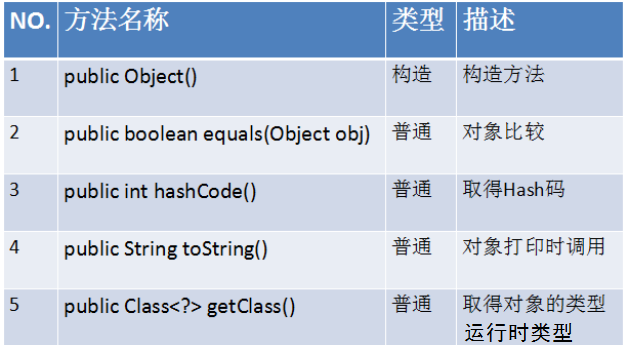 NO. 方法名称 类型 描述
1 public Object() 构造 构造方法
2 public boolean equals(Object obj) 普通 对象比较
3 public int hashCode() 普通 取得Hash码
4 public String toString() 普通 对象打印时调用
5 public Class<?> getClass() 普通 取得对象的类型
运行时类型